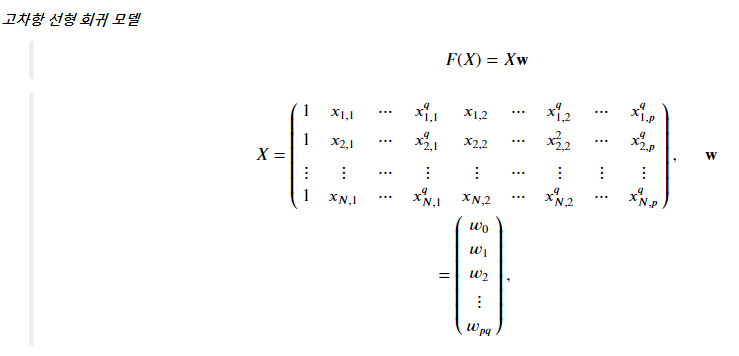 고차항 선형 회귀 모델
F(X) = Xw
X = \begin{pmatrix} 1 & x_{1,1} & \cdots & x_{1,1}^q & x_{1,2} & \cdots & x_{1,2}^q & \cdots & x_{1,p}^q \\ 1 & x_{2,1} & \cdots & x_{2,1}^q & x_{2,2} & \cdots & x_{2,2}^2 & \cdots & x_{2,p}^q \\ \vdots & \vdots & \cdots & \vdots & \vdots & \cdots & \vdots & \vdots & \vdots \\ 1 & x_{N,1} & \cdots & x_{N,1}^q & x_{N,2} & \cdots & x_{N,2}^q & \cdots & x_{N,p}^q \end{pmatrix}, w
= \begin{pmatrix} w_0 \\ w_1 \\ w_2 \\ \vdots \\ w_{pq} \end{pmatrix},